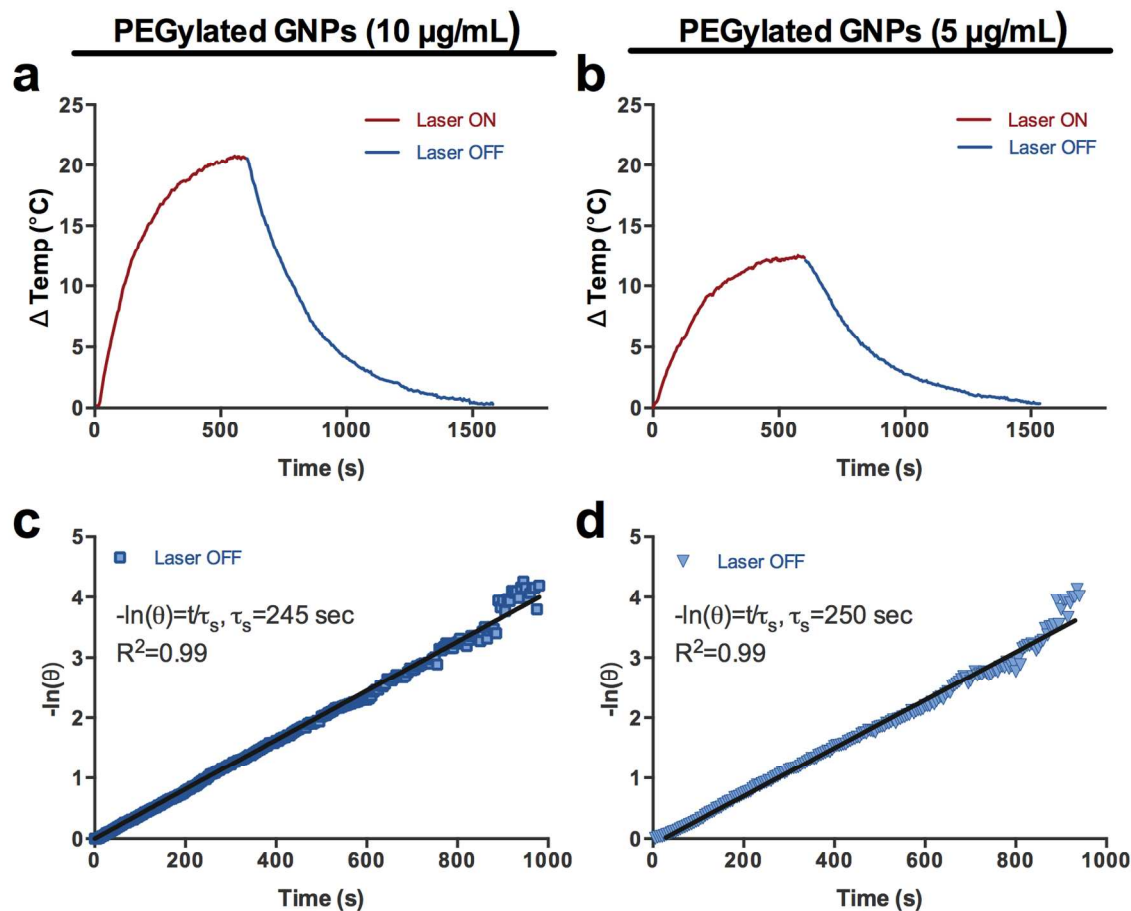 PEGylated GNPs (10 µg/mL)
PEGylated GNPs (5 µg/mL)
a
25
20
15
10
5
0
Δ Temp (°C)
Laser ON
Laser OFF
0 500 1000 1500
Time (s)
b
25
20
15
10
5
0
Δ Temp (°C)
Laser ON
Laser OFF
0 500 1000 1500
Time (s)
c
5
4
3
2
1
0
-ln(θ)
Laser OFF
-ln(θ)=t/τs, τs=245 sec
R²=0.99
0 200 400 600 800 1000
Time (s)
d
5
4
3
2
1
0
-ln(θ)
Laser OFF
-ln(θ)=t/τs, τs=250 sec
R²=0.99
0 200 400 600 800 1000
Time (s)